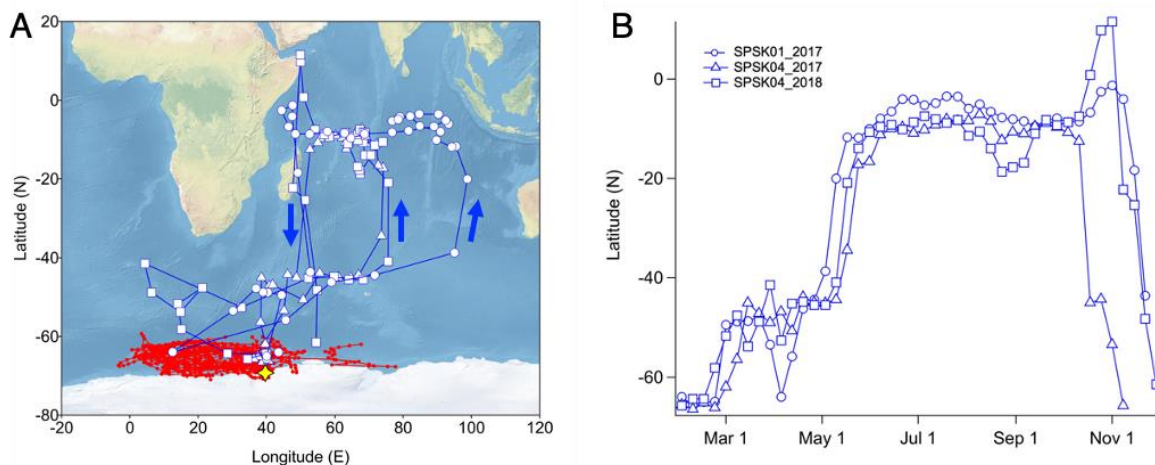 A
20
0
-20
-40
-60
-80
Latitude (N)
-20 0 20 40 60 80 100 120
Longitude (E)
B
SPSK01_2017
SPSK04_2017
SPSK04_2018
0
-20
-40
-60
Latitude (N)
Mar 1 May 1 Jul 1 Sep 1 Nov 1